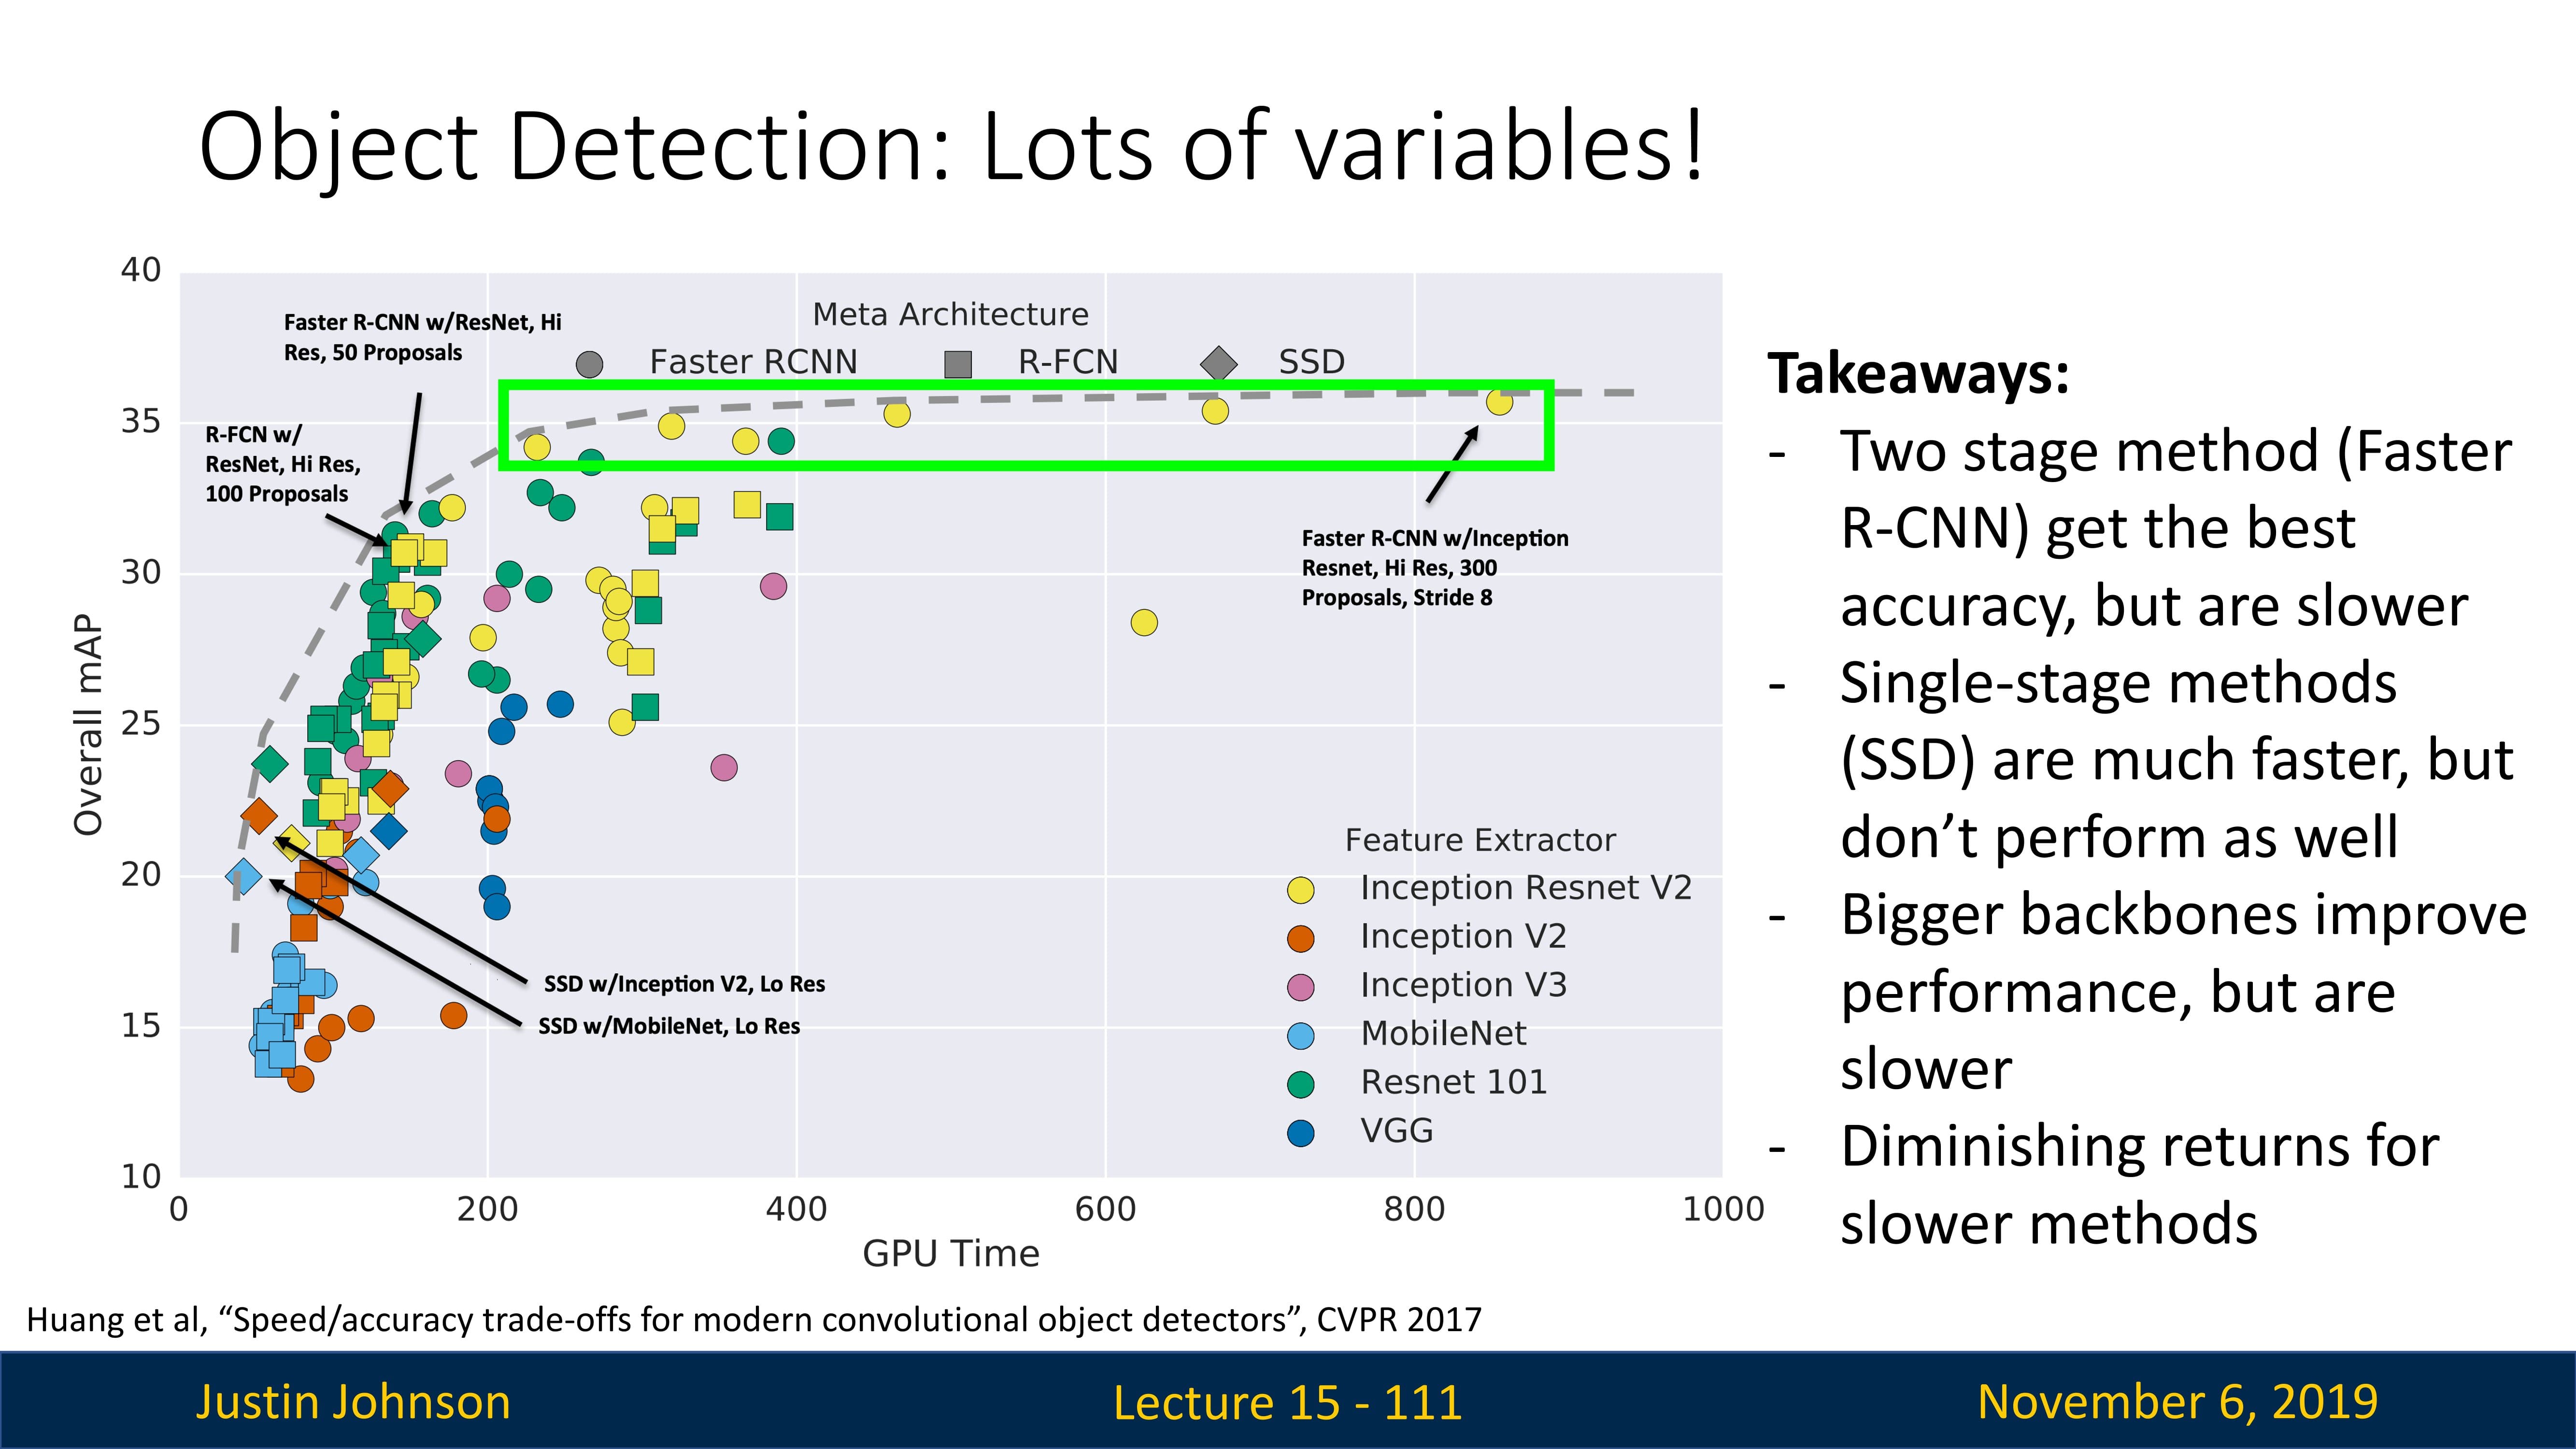 Object Detection: Lots of variables!
40
35
30
25
20
15
10
Overall mAP
0
200
400
600
800
1000
GPU Time
Meta Architecture
Faster RCNN
R-FCN
SSD
Faster R-CNN w/ResNet, Hi
Res, 50 Proposals
R-FCN w/
ResNet, Hi Res,
100 Proposals
Faster R-CNN w/Inception
Resnet, Hi Res, 300
Proposals, Stride 8
SSD w/Inception V2, Lo Res
SSD w/MobileNet, Lo Res
Feature Extractor
Inception Resnet V2
Inception V2
Inception V3
MobileNet
Resnet 101
VGG
Takeaways:
- Two stage method (Faster
R-CNN) get the best
accuracy, but are slower
- Single-stage methods
(SSD) are much faster, but
don’t perform as well
- Bigger backbones improve
performance, but are
slower
- Diminishing returns for
slower methods
Huang et al, “Speed/accuracy trade-offs for modern convolutional object detectors”, CVPR 2017
Justin Johnson
Lecture 15 - 111
November 6, 2019